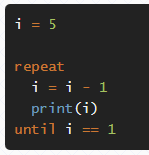 i = 5

repeat
  i = i - 1
  print(i)
until i == 1